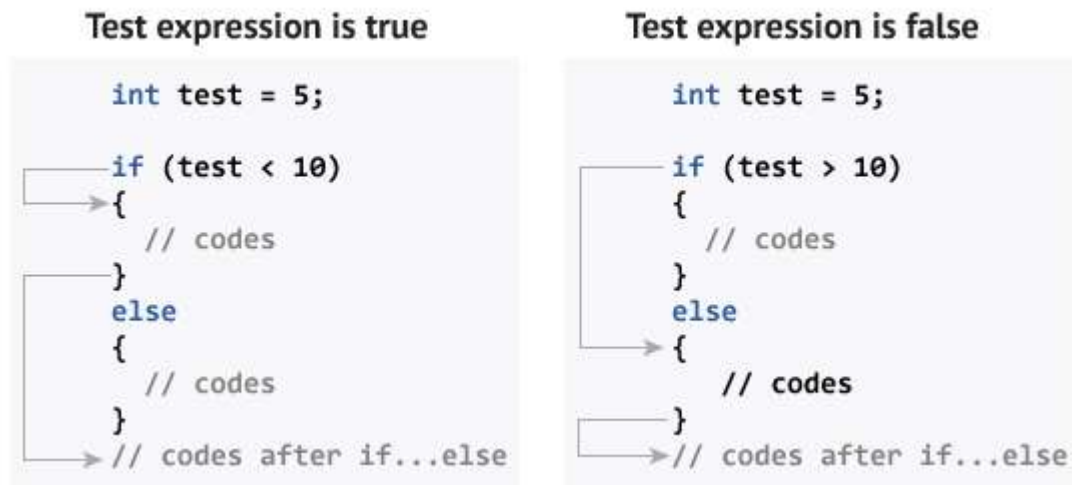 Test expression is true
int test = 5;
if (test < 10)
{
// codes
}
else
{
// codes
}
// codes after if...else
Test expression is false
int test = 5;
if (test > 10)
{
// codes
}
else
{
// codes
}
// codes after if...else